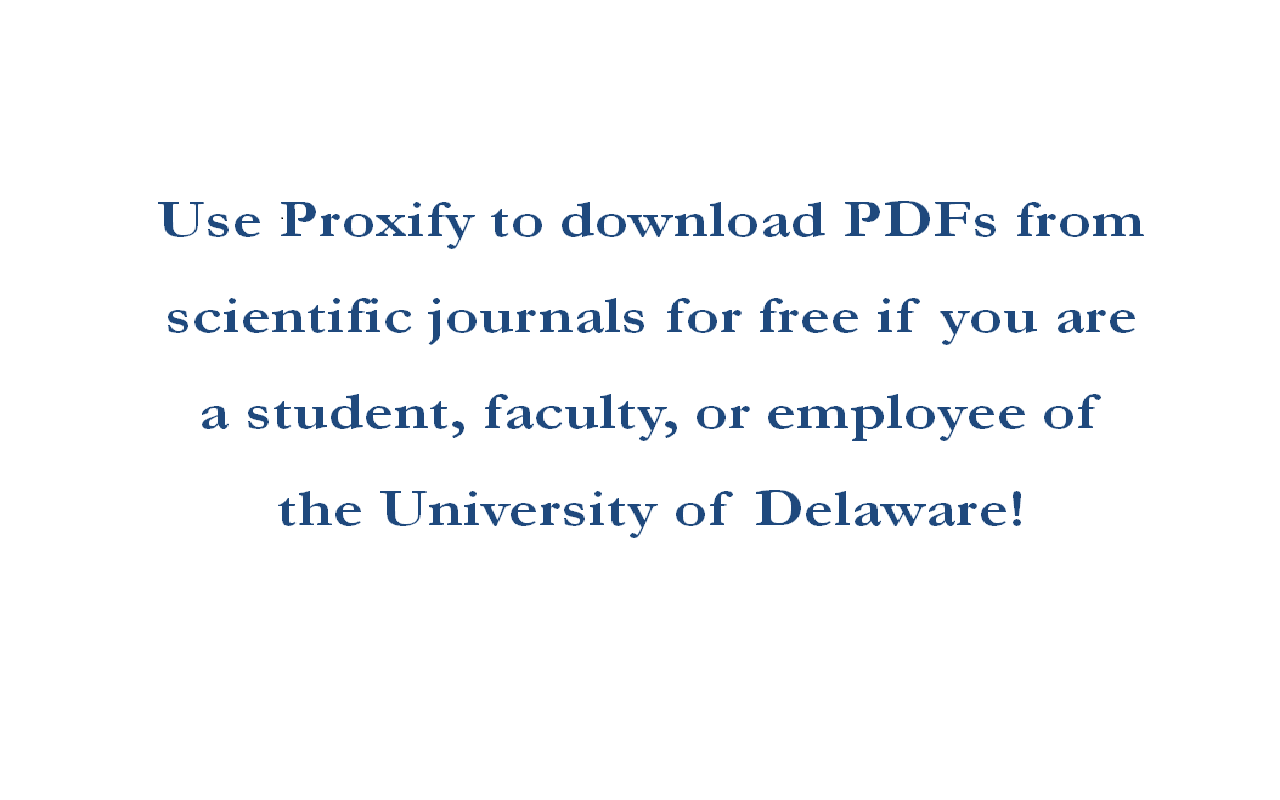 Use Proxify to download PDFs from
scientific journals for free if you are
a student, faculty, or employee of
the University of Delaware!